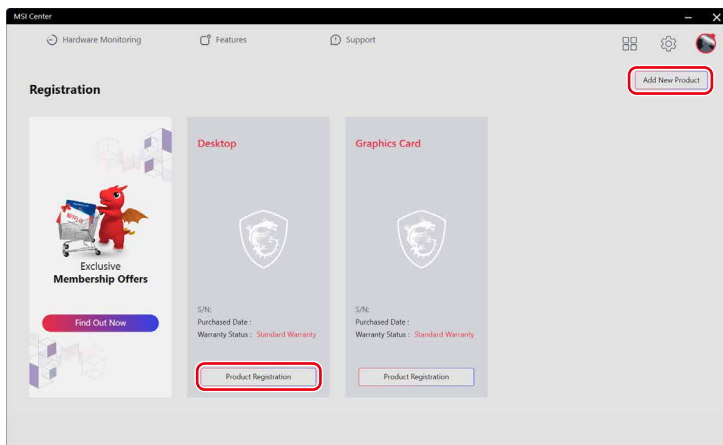 MSI Center
Hardware Monitoring
Features
Support
Add New Product
Registration
Exclusive
Membership Offers
Find Out Now
Desktop
S/N:
Purchased Date :
Warranty Status : Standard Warranty
Product Registration
Graphics Card
S/N:
Purchased Date :
Warranty Status : Standard Warranty
Product Registration
NETFLIX